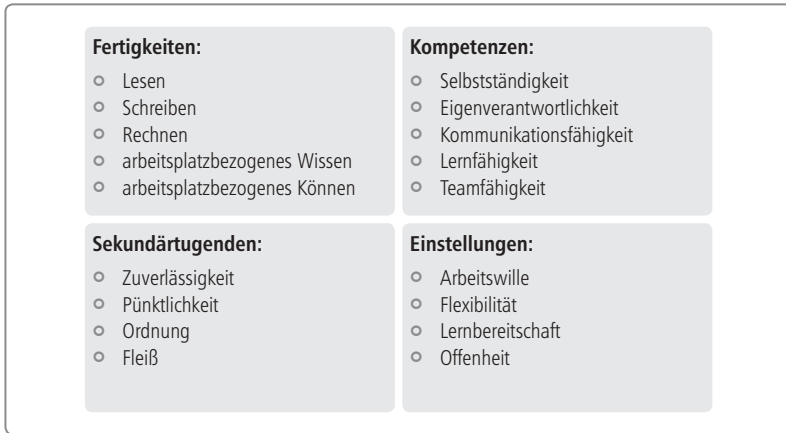 Fertigkeiten:
Lesen
Schreiben
Rechnen
arbeitsplatzbezogenes Wissen
arbeitsplatzbezogenes Können
Kompetenzen:
Selbstständigkeit
Eigenverantwortlichkeit
Kommunikationsfähigkeit
Lernfähigkeit
Teamfähigkeit
Sekundärtugenden:
Zuverlässigkeit
Pünktlichkeit
Ordnung
Fleiß
Einstellungen:
Arbeitswille
Flexibilität
Lernbereitschaft
Offenheit